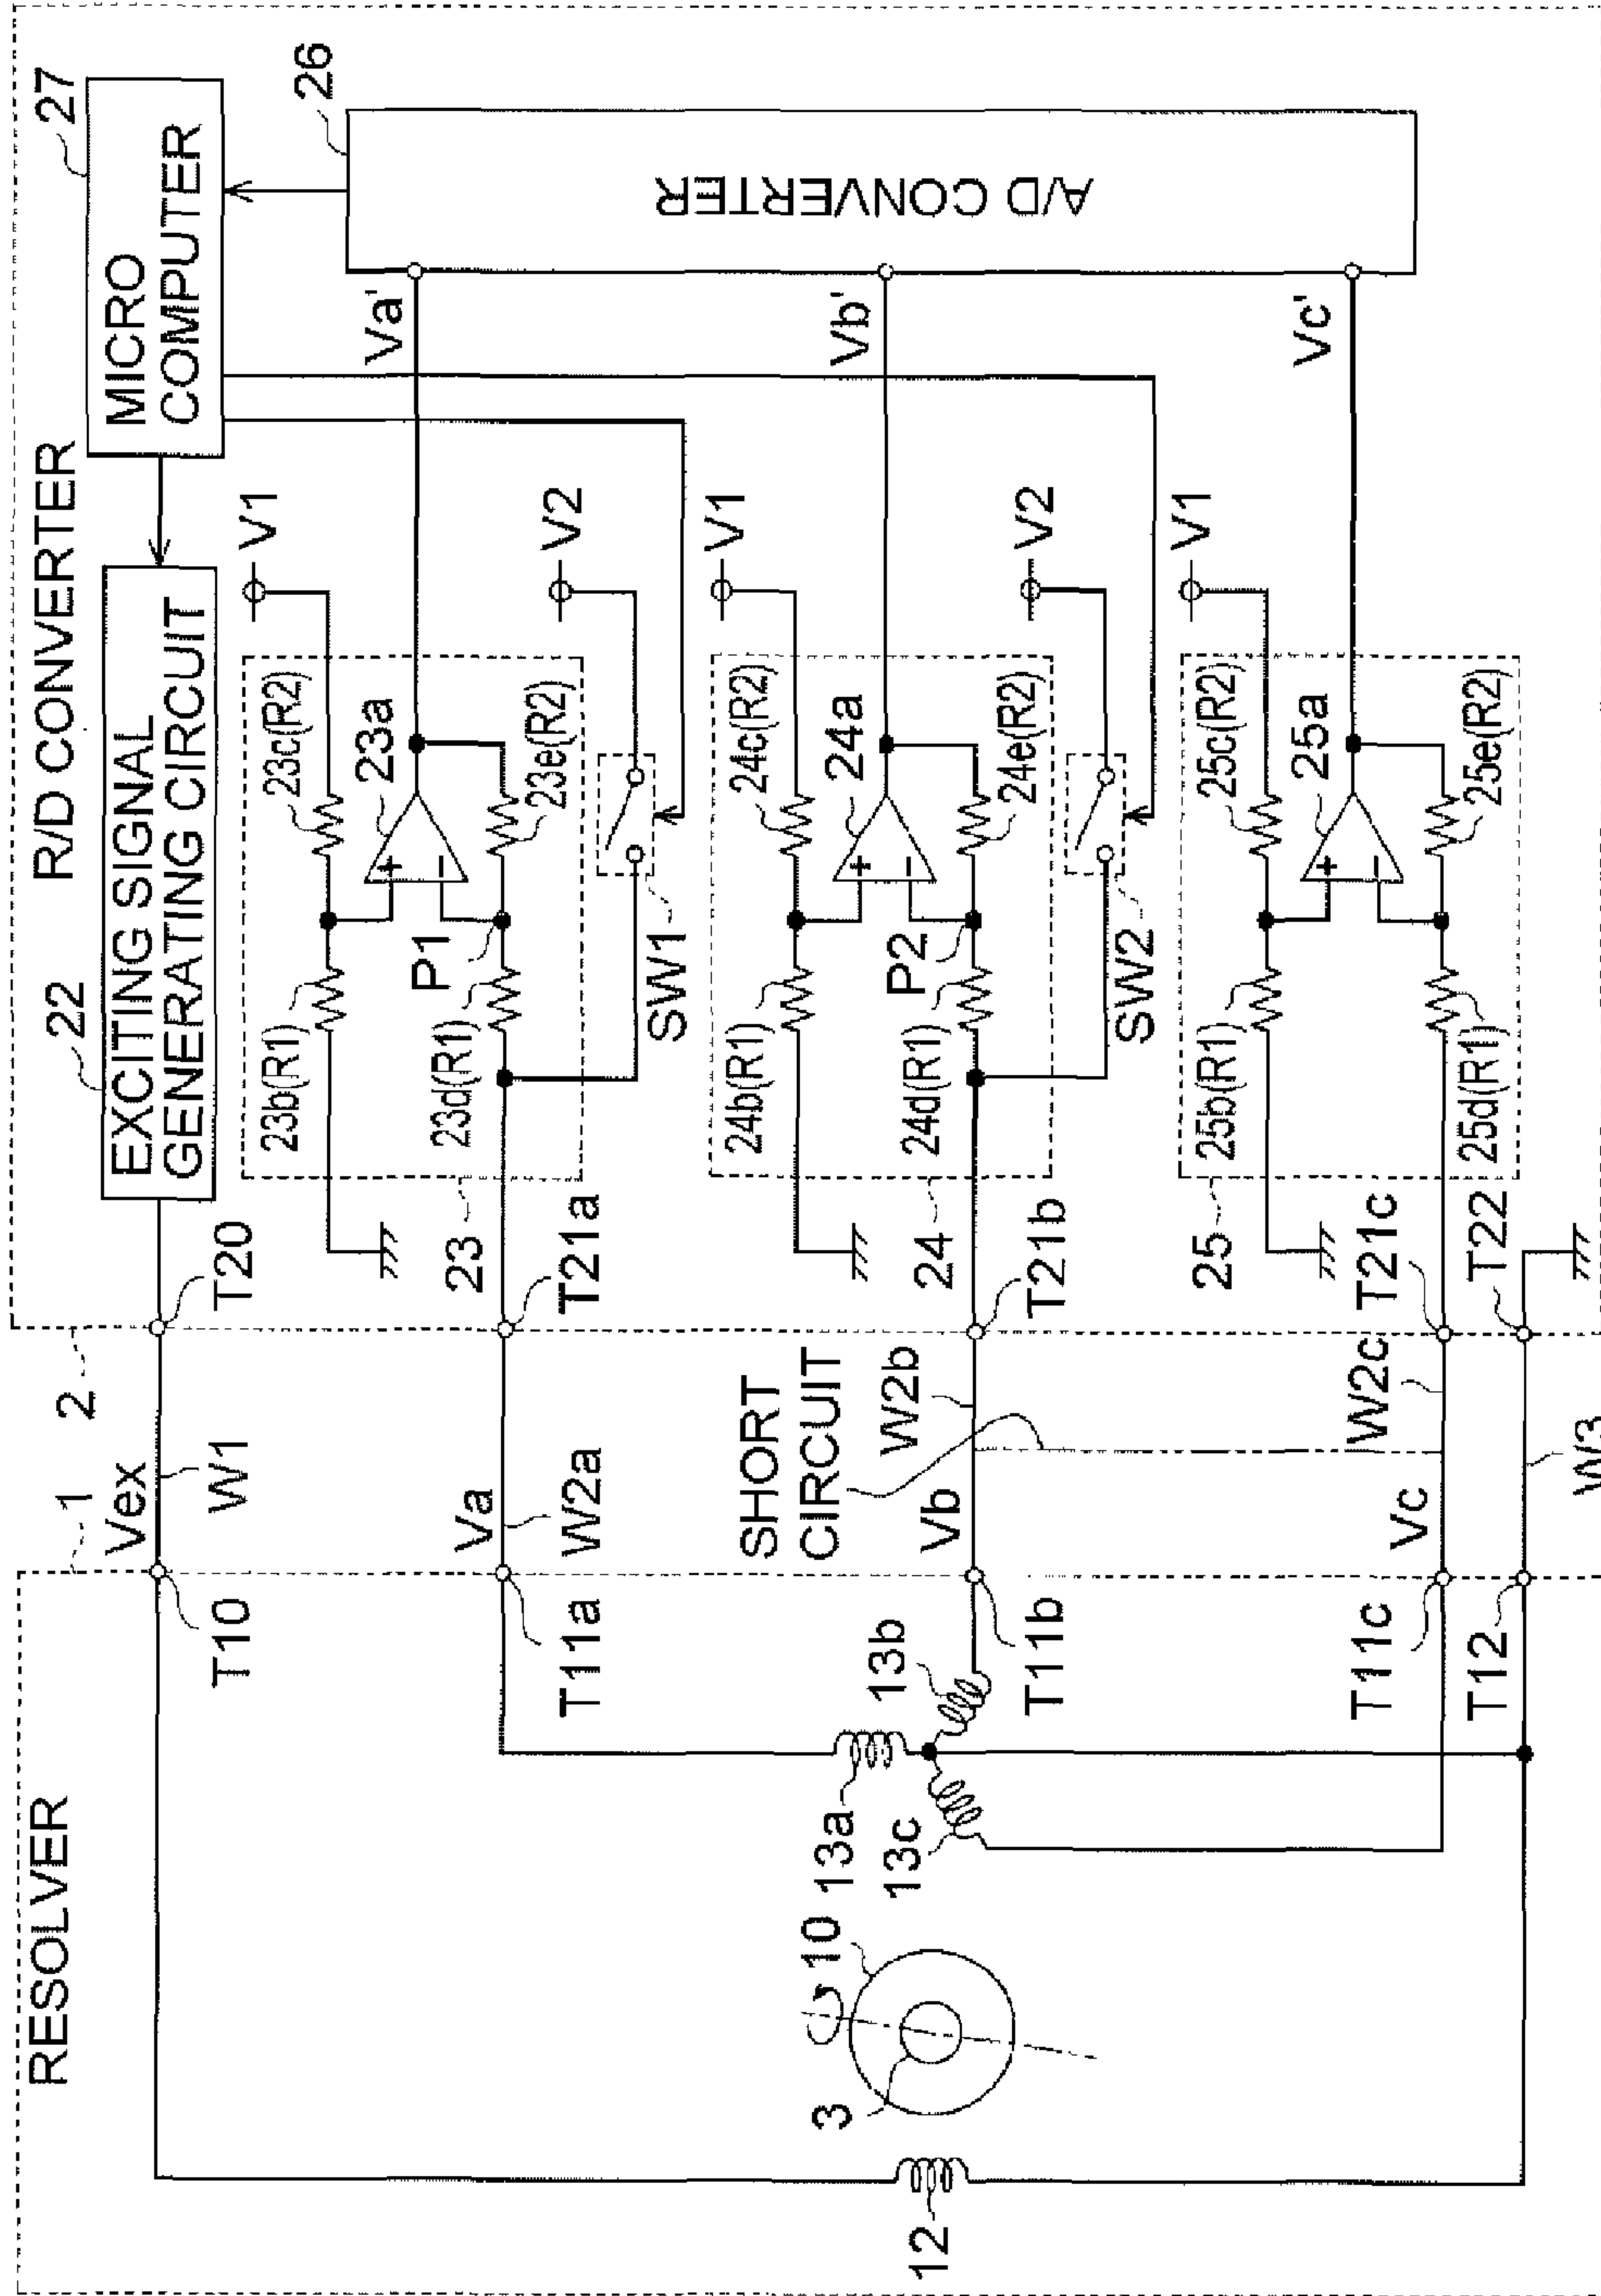 RESOLVER
R/D CONVERTER
1
2
22
27
Vex
EXCITING SIGNAL
GENERATING CIRCUIT
MICRO
COMPUTER
T10
W1
T20
23b(R1)
23c(R2)
V1
26
Va
23d(R1)
P1
23a
Va'
T11a
W2a
T21a
23
23e(R2)
V2
SW1
A/D CONVERTER
SHORT
CIRCUIT
24b(R1)
24c(R2)
V1
10
13a
13b
3
13c
12
Vb
W2b
24d(R1)
P2
24a
Vb'
T11b
T21b
24
24e(R2)
V2
SW2
25b(R1)
25c(R2)
V1
25
T11c
Vc
W2c
T21c
25a
Vc'
T12
T22
25d(R1)
25e(R2)
W3
+
−
+
−
+
−